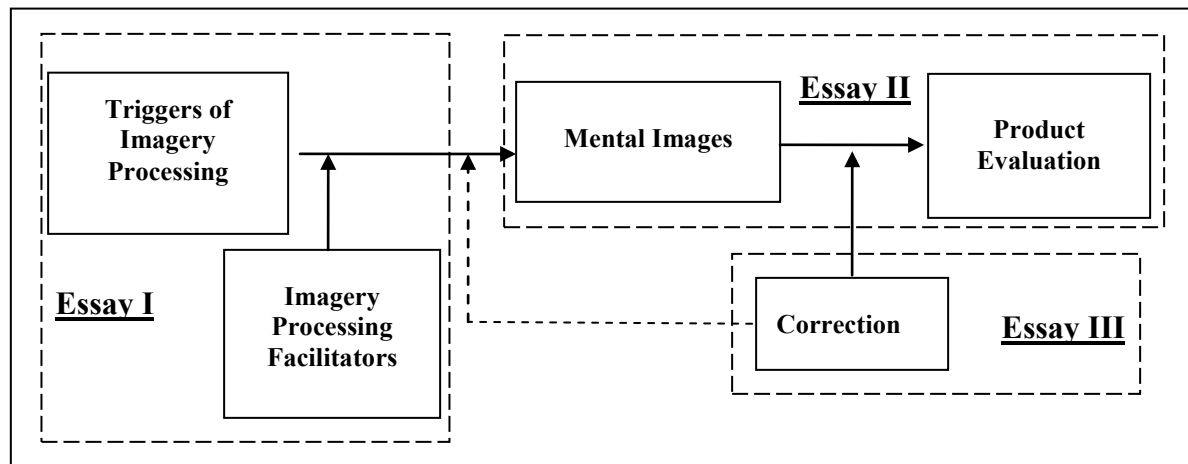 Triggers of
Imagery
Processing
Essay I
Imagery
Processing
Facilitators
Mental Images
Essay II
Product
Evaluation
Correction
Essay III